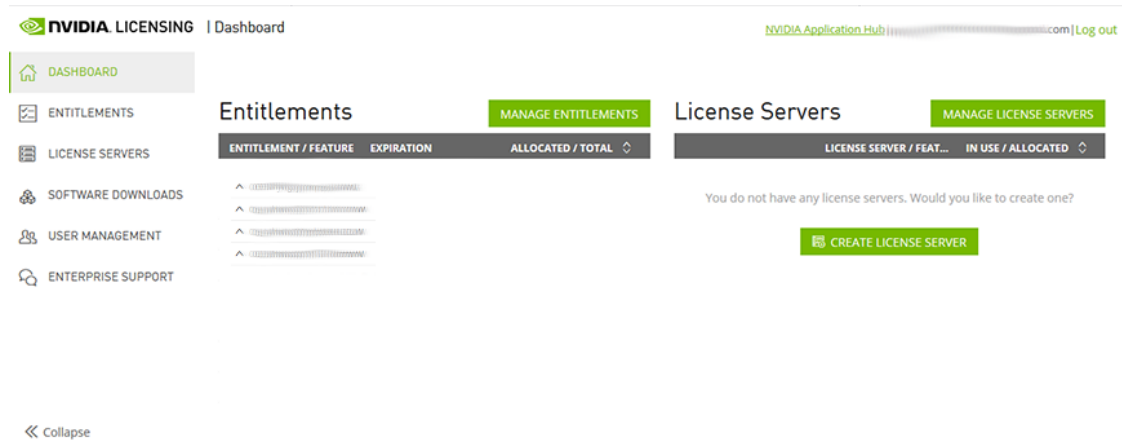 NVIDIA. LICENSING | Dashboard
NVIDIA Application Hub | com | Log out
DASHBOARD
ENTITLEMENTS
LICENSE SERVERS
SOFTWARE DOWNLOADS
USER MANAGEMENT
ENTERPRISE SUPPORT
Collapse
Entitlements
MANAGE ENTITLEMENTS
ENTITLEMENT / FEATURE EXPIRATION ALLOCATED / TOTAL
License Servers
MANAGE LICENSE SERVERS
LICENSE SERVER / FEAT... IN USE / ALLOCATED
You do not have any license servers. Would you like to create one?
CREATE LICENSE SERVER